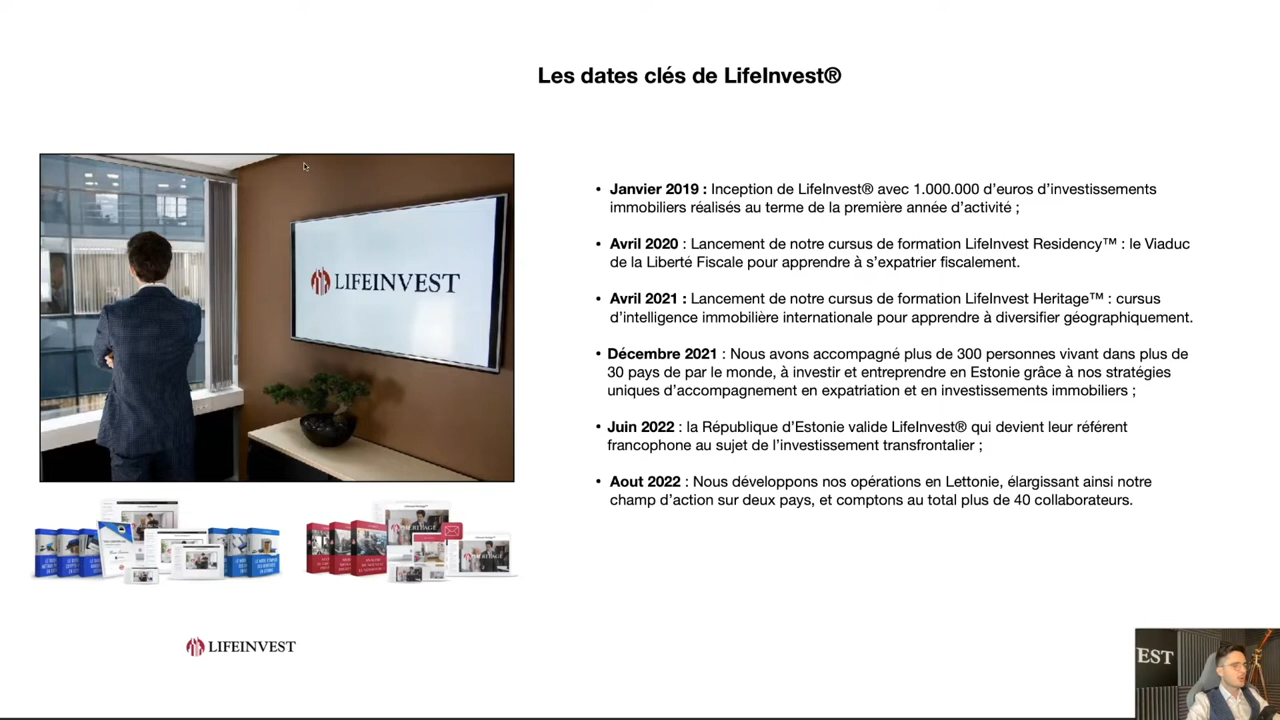 Les dates clés de LifeInvest®
LIFEINVEST
• Janvier 2019 : Inception de LifeInvest® avec 1.000.000 d’euros d’investissements
immobiliers réalisés au terme de la première année d’activité ;
• Avril 2020 : Lancement de notre cursus de formation LifeInvest Residency™ : le Viaduc
de la Liberté Fiscale pour apprendre à s’expatrier fiscalement.
• Avril 2021 : Lancement de notre cursus de formation LifeInvest Heritage™ : cursus
d’intelligence immobilière internationale pour apprendre à diversifier géographiquement.
• Décembre 2021 : Nous avons accompagné plus de 300 personnes vivant dans plus de
30 pays de par le monde, à investir et entreprendre en Estonie grâce à nos stratégies
uniques d’accompagnement en expatriation et en investissements immobiliers ;
• Juin 2022 : la République d’Estonie valide LifeInvest® qui devient leur référent
francophone au sujet de l’investissement transfrontalier ;
• Aout 2022 : Nous développons nos opérations en Lettonie, élargissant ainsi notre
champ d’action sur deux pays, et comptons au total plus de 40 collaborateurs.
HERITAGE
LIFEINVEST
EST